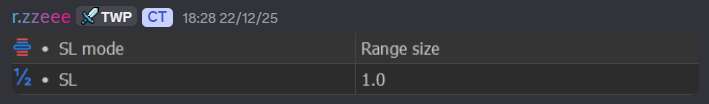 r.zzeee TWP CT 18:28 22/12/25
• SL mode Range size
½ • SL 1.0